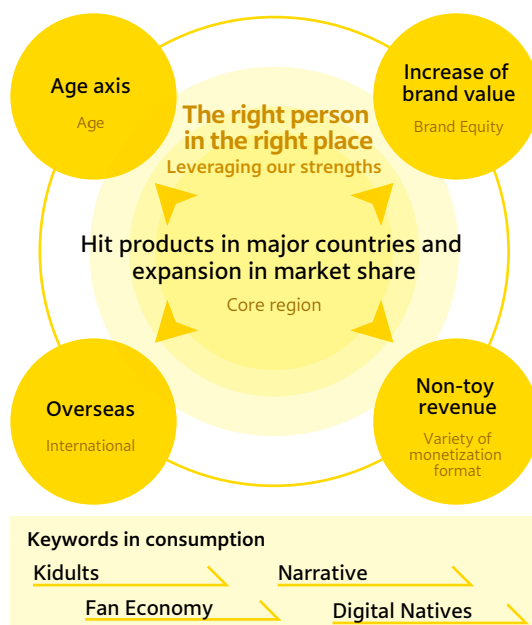 Age axis
Age
Increase of
brand value
Brand Equity
The right person
in the right place
Leveraging our strengths
Hit products in major countries and
expansion in market share
Core region
Overseas
International
Non-toy
revenue
Variety of
monetization
format
Keywords in consumption
Kidults
Narrative
Fan Economy
Digital Natives